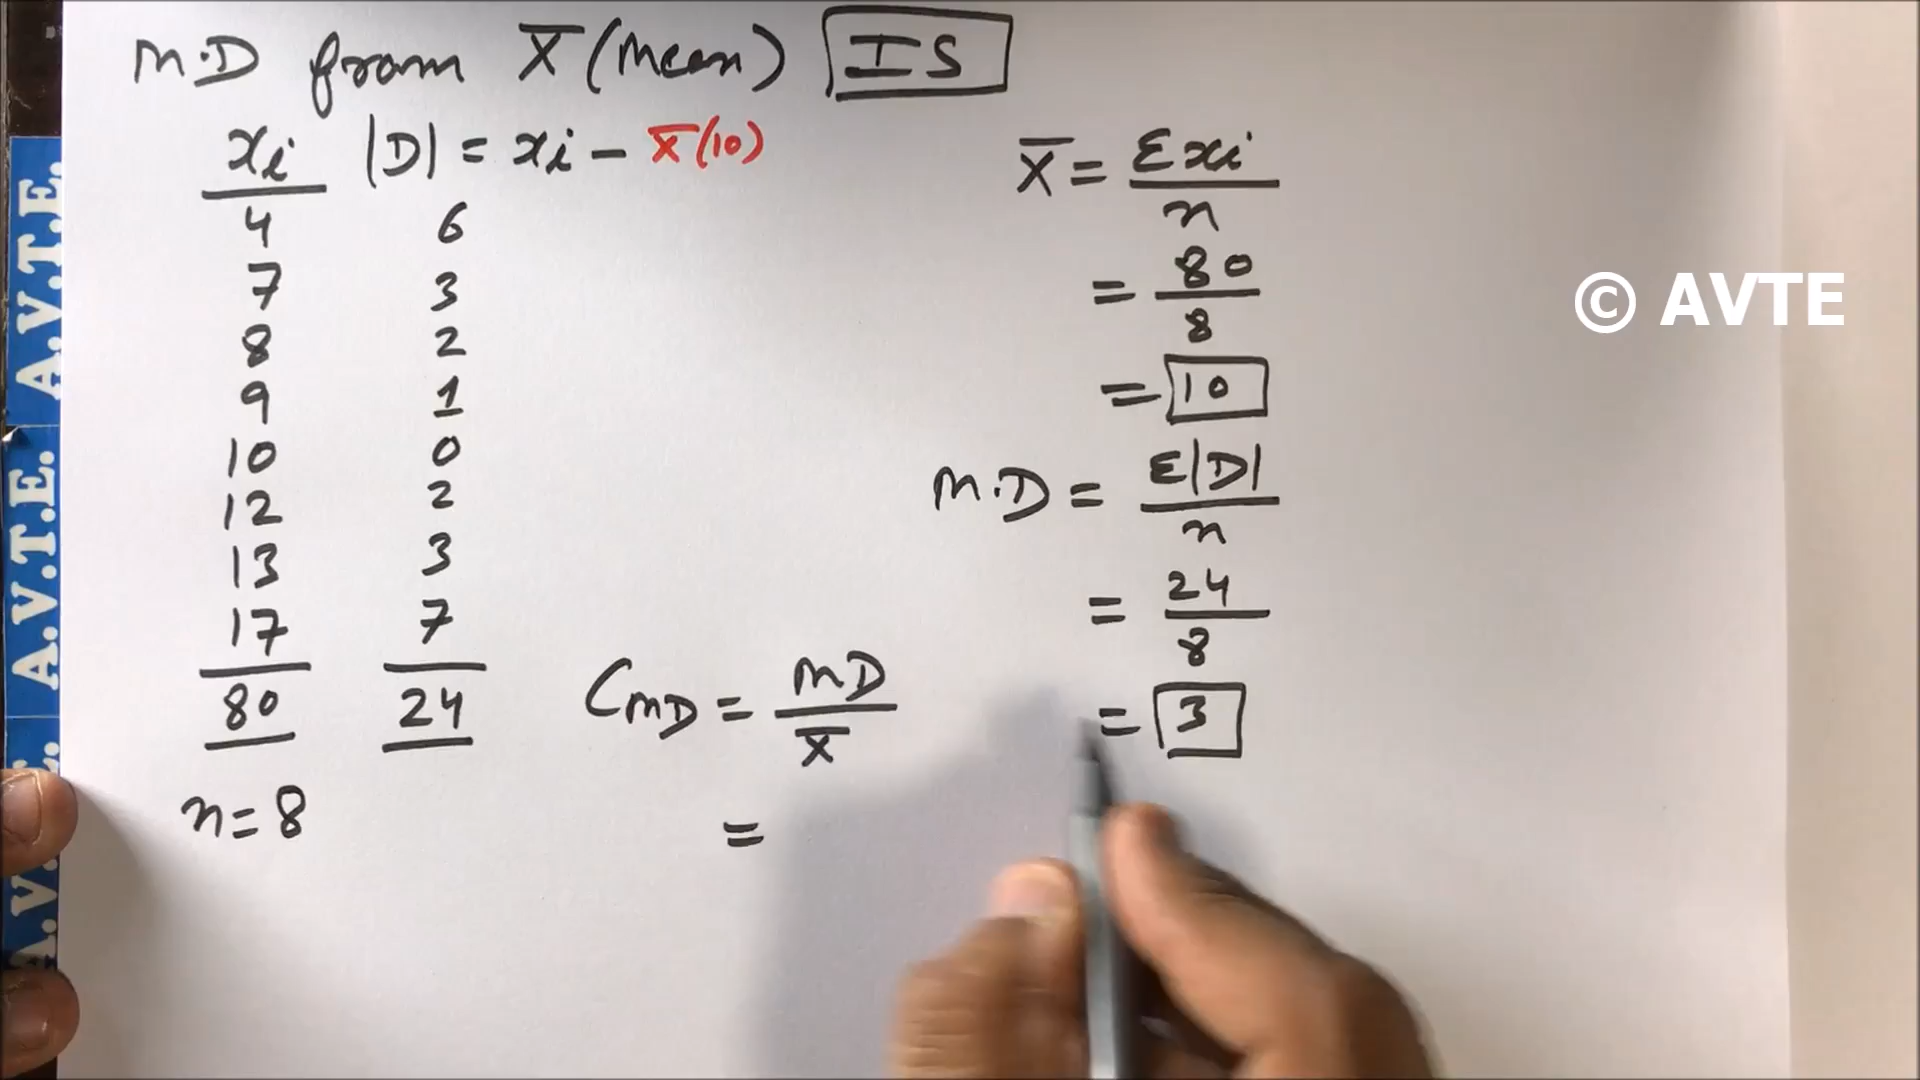 M.D from X̅ (Mean) IS
xi |D| = xi - X̅(10)
4 6
7 3
8 2
9 1
10 0
12 2
13 3
17 7
80 24
n = 8
X̅ = Σxi / n
= 80 / 8
= 10
M.D = Σ|D| / n
= 24 / 8
= 3
CMD = MD / X̅
=
© AVTE
A.V.T.E.
A.V.T.E.
A.V.T.E.